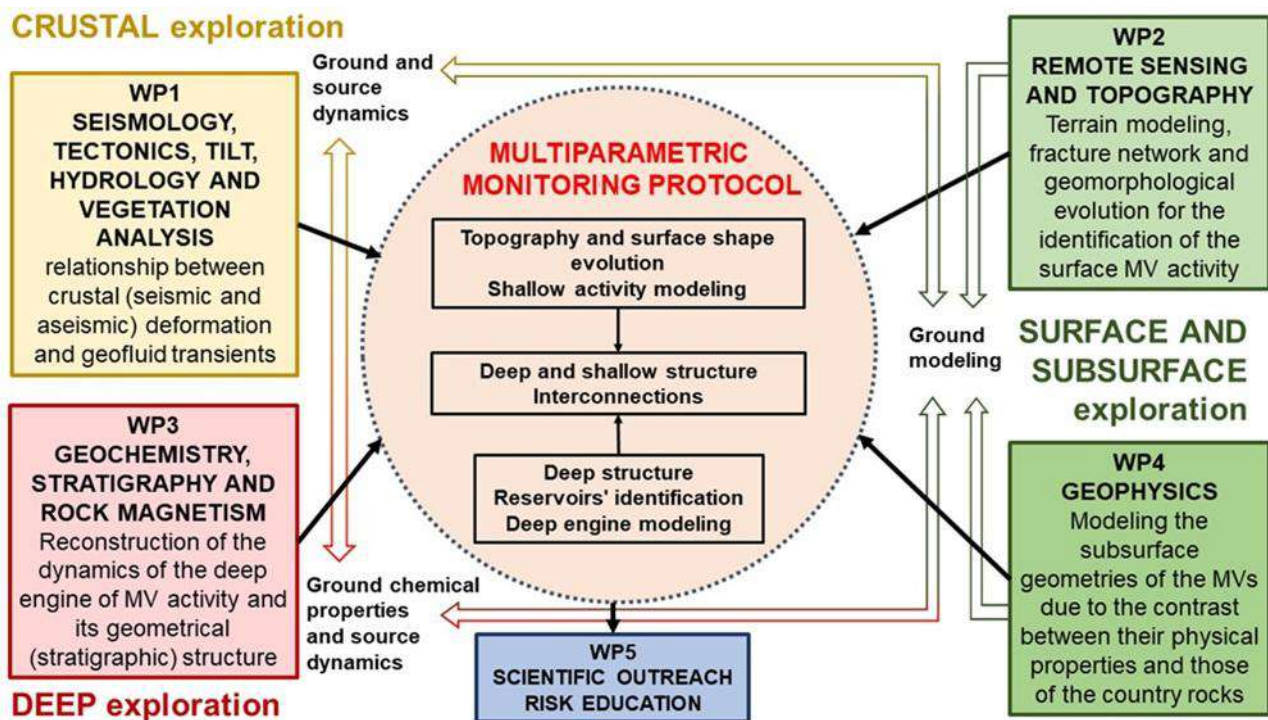 CRUSTAL exploration
WP1
SEISMOLOGY,
TECTONICS, TILT,
HYDROLOGY AND
VEGETATION
ANALYSIS
relationship between
crustal (seismic and
aseismic) deformation
and geofluid transients
Ground and
source
dynamics
MULTIPARAMETRIC
MONITORING PROTOCOL
Topography and surface shape
evolution
Shallow activity modeling
Deep and shallow structure
Interconnections
Deep structure
Reservoirs' identification
Deep engine modeling
WP2
REMOTE SENSING
AND TOPOGRAPHY
Terrain modeling,
fracture network and
geomorphological
evolution for the
identification of the
surface MV activity
Ground
modeling
SURFACE AND
SUBSURFACE
exploration
WP3
GEOCHEMISTRY,
STRATIGRAPHY AND
ROCK MAGNETISM
Reconstruction of the
dynamics of the deep
engine of MV activity and
its geometrical
(stratigraphic) structure
DEEP exploration
Ground chemical
properties
and source
dynamics
WP5
SCIENTIFIC OUTREACH
RISK EDUCATION
WP4
GEOPHYSICS
Modeling the
subsurface
geometries of the MVs
due to the contrast
between their physical
properties and those
of the country rocks